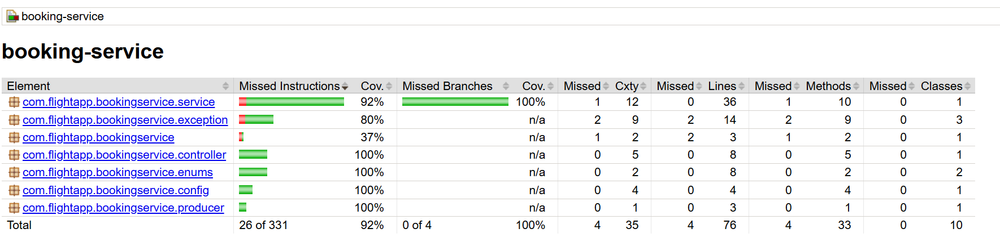 booking-service
booking-service
Element Missed Instructions Cov. Missed Branches Cov. Missed Cxty Missed Lines Missed Methods Missed Classes
com.flightapp.bookingservice.service 92% 100% 1 12 0 36 1 10 0 1
com.flightapp.bookingservice.exception 80% n/a 2 9 2 14 2 9 0 3
com.flightapp.bookingservice 37% n/a 1 2 2 3 1 2 0 1
com.flightapp.bookingservice.controller 100% n/a 0 5 0 8 0 5 0 1
com.flightapp.bookingservice.enums 100% n/a 0 2 0 8 0 2 0 2
com.flightapp.bookingservice.config 100% n/a 0 4 0 4 0 4 0 1
com.flightapp.bookingservice.producer 100% n/a 0 1 0 3 0 1 0 1
Total 26 of 331 92% 0 of 4 100% 4 35 4 76 4 33 0 10